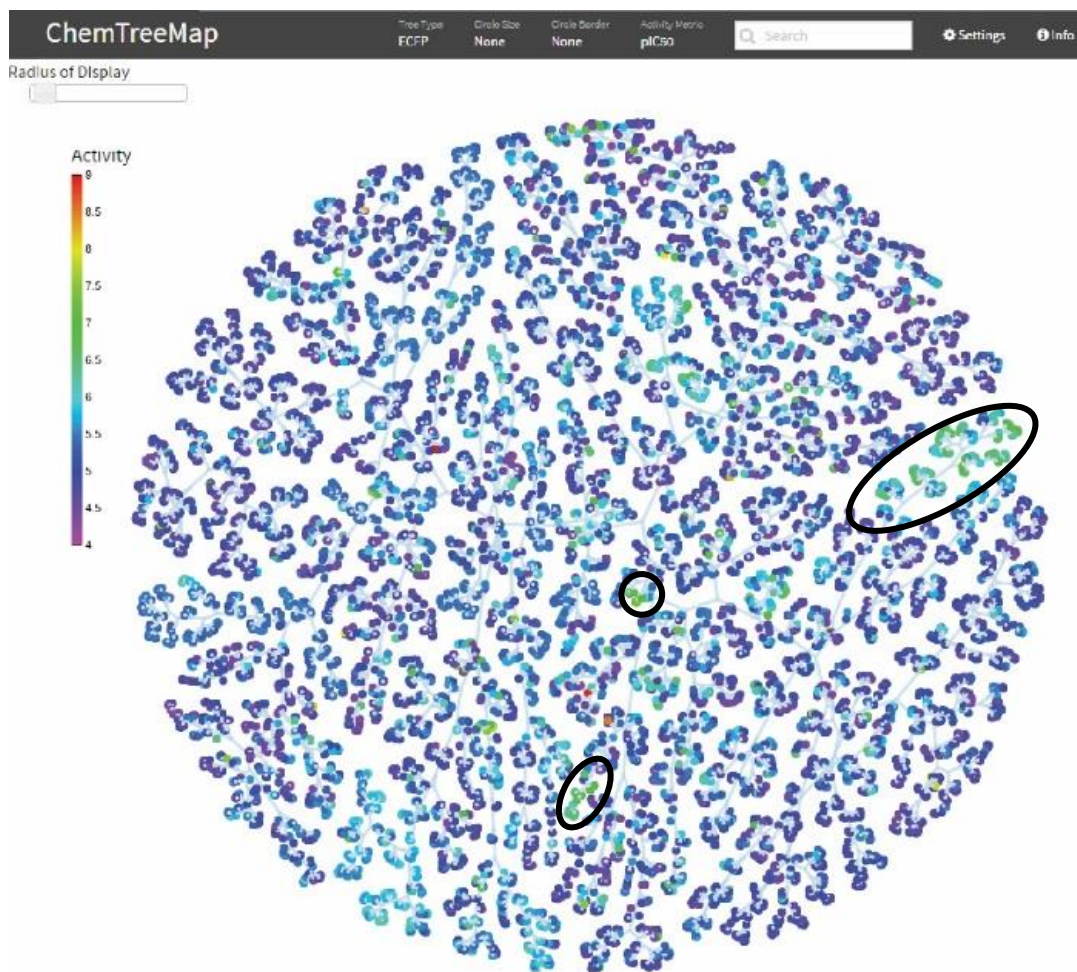 ChemTreeMap
Tree Type
ECFP
Circle Size
None
Circle Border
None
Activity Metric
pIC50
Search
Settings
Info
Radius of Display
Activity
9
8.5
8
7.5
7
6.5
6
5.5
5
4.5
4